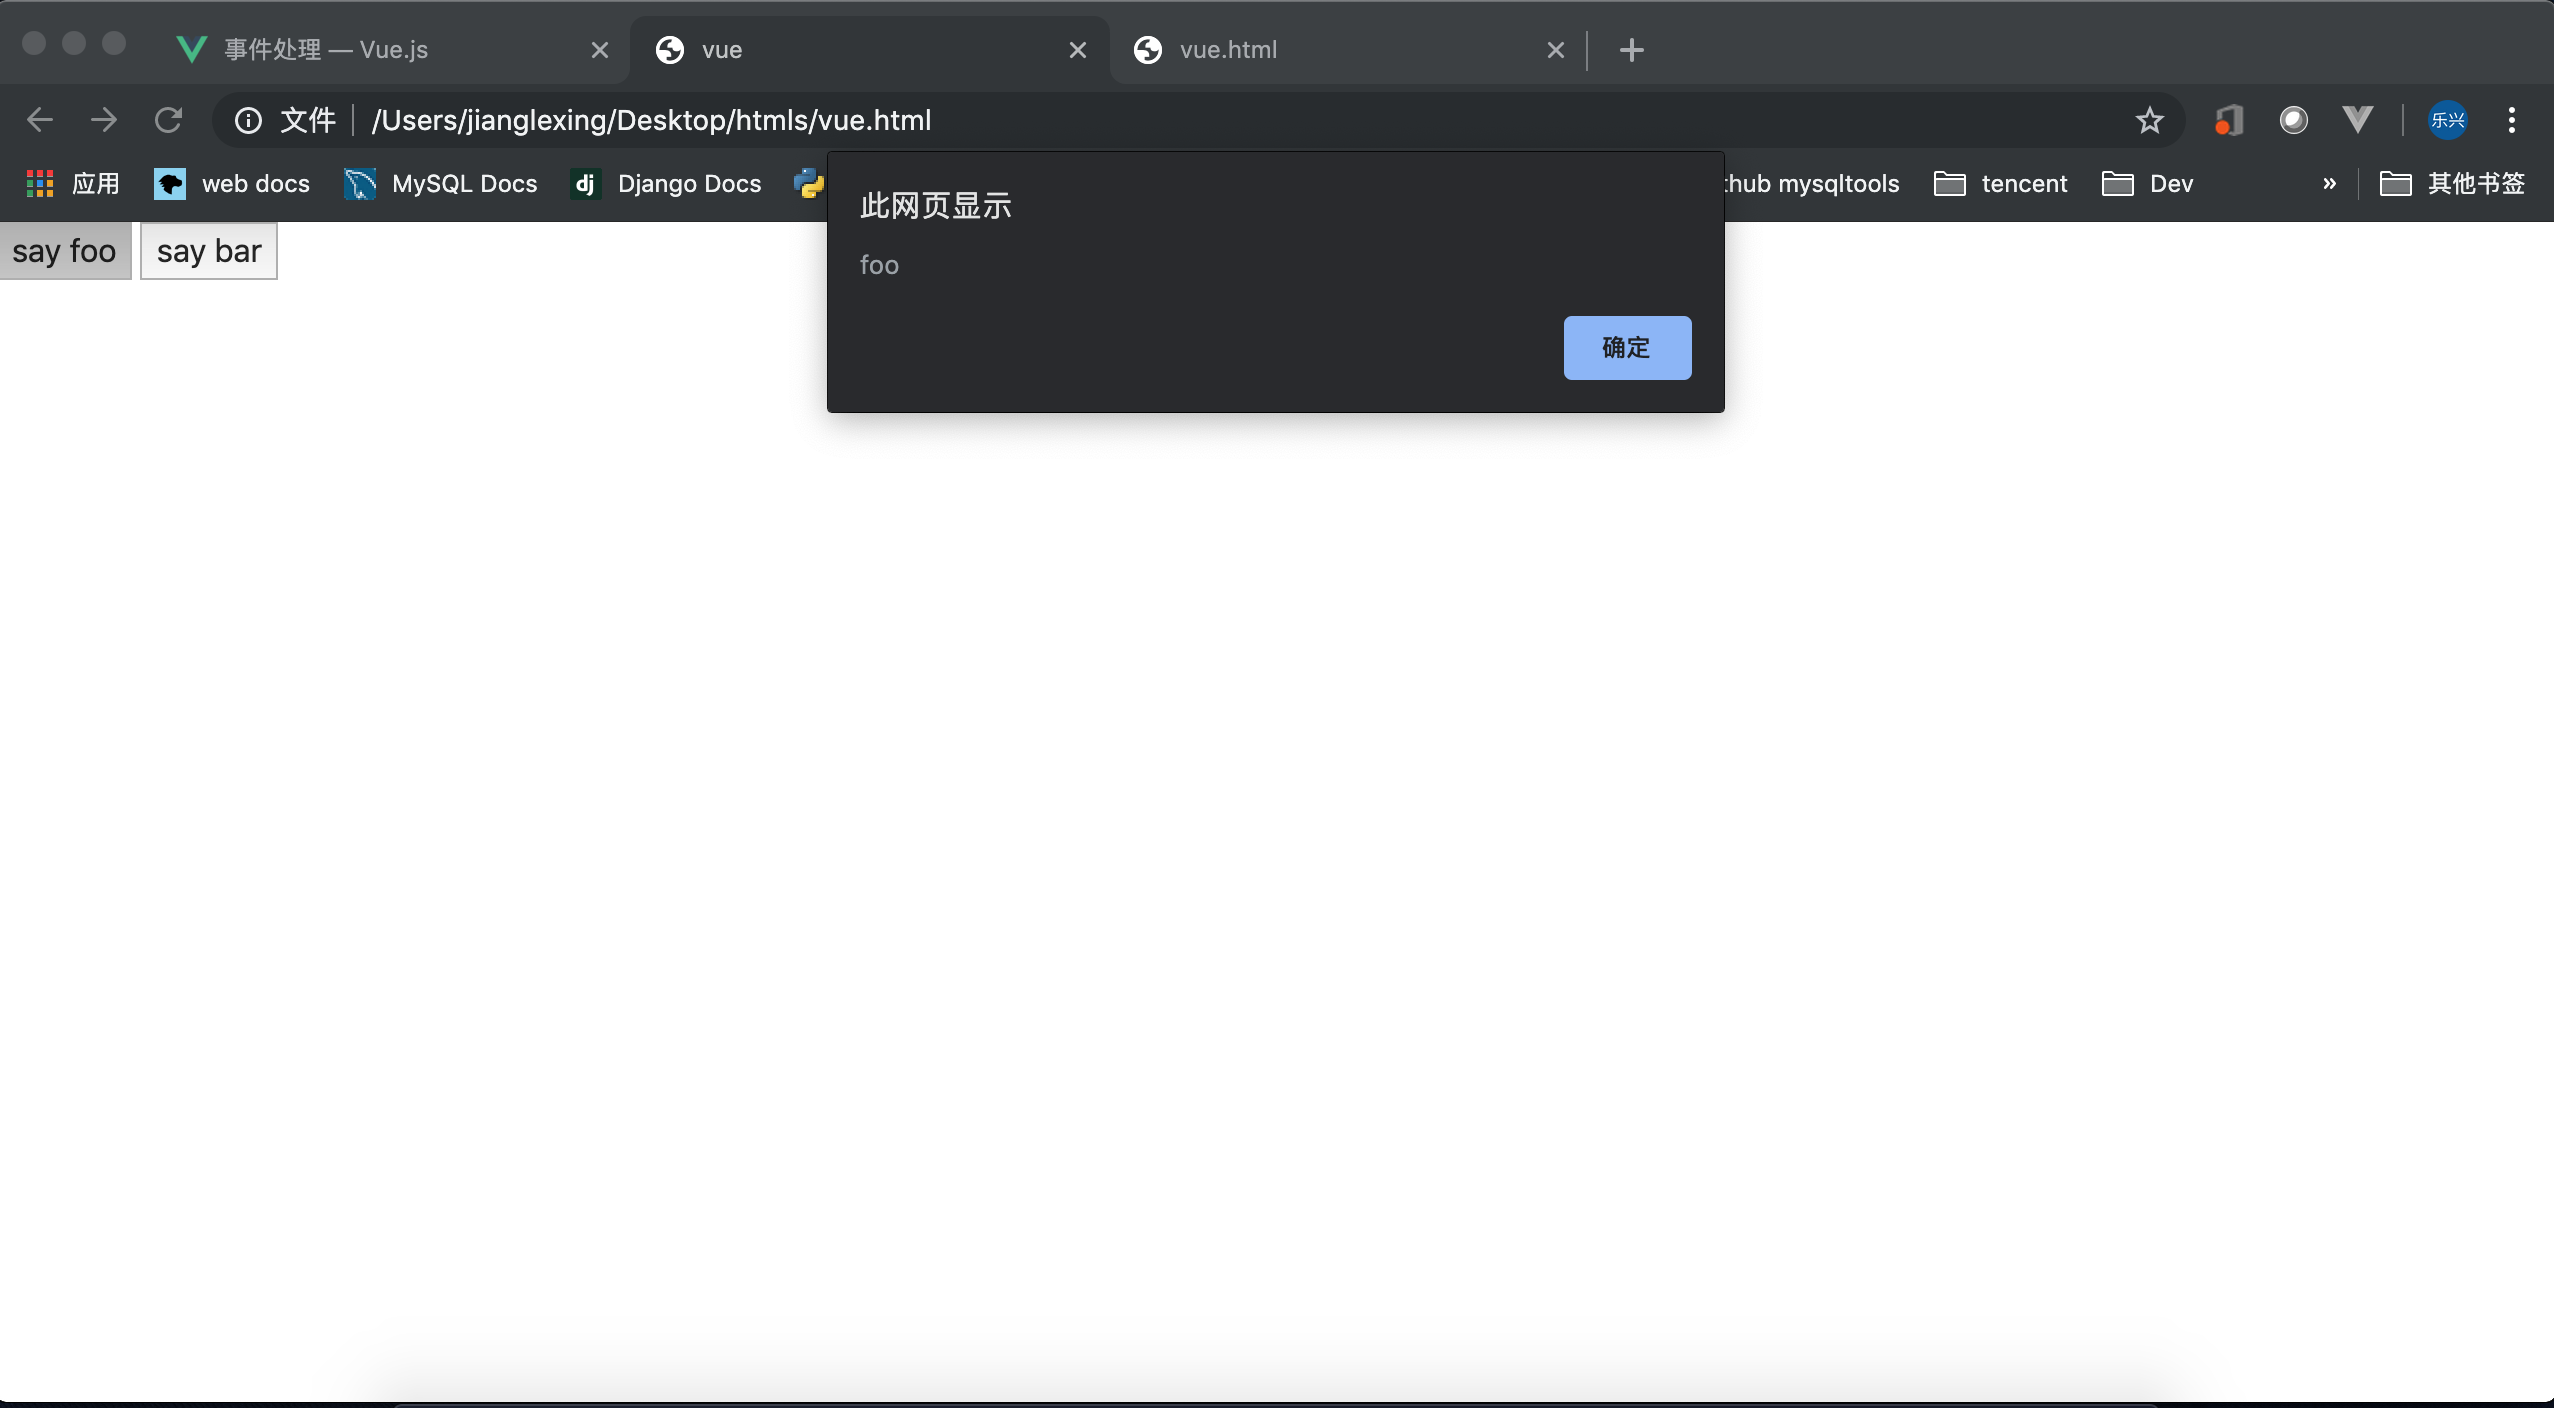 事件处理 — Vue.js
vue
vue.html
文件
/Users/jianglexing/Desktop/htmls/vue.html
乐兴
应用
web docs
MySQL Docs
dj
Django Docs
mysqltools
tencent
Dev
»
其他书签
say foo
say bar
此网页显示
foo
确定